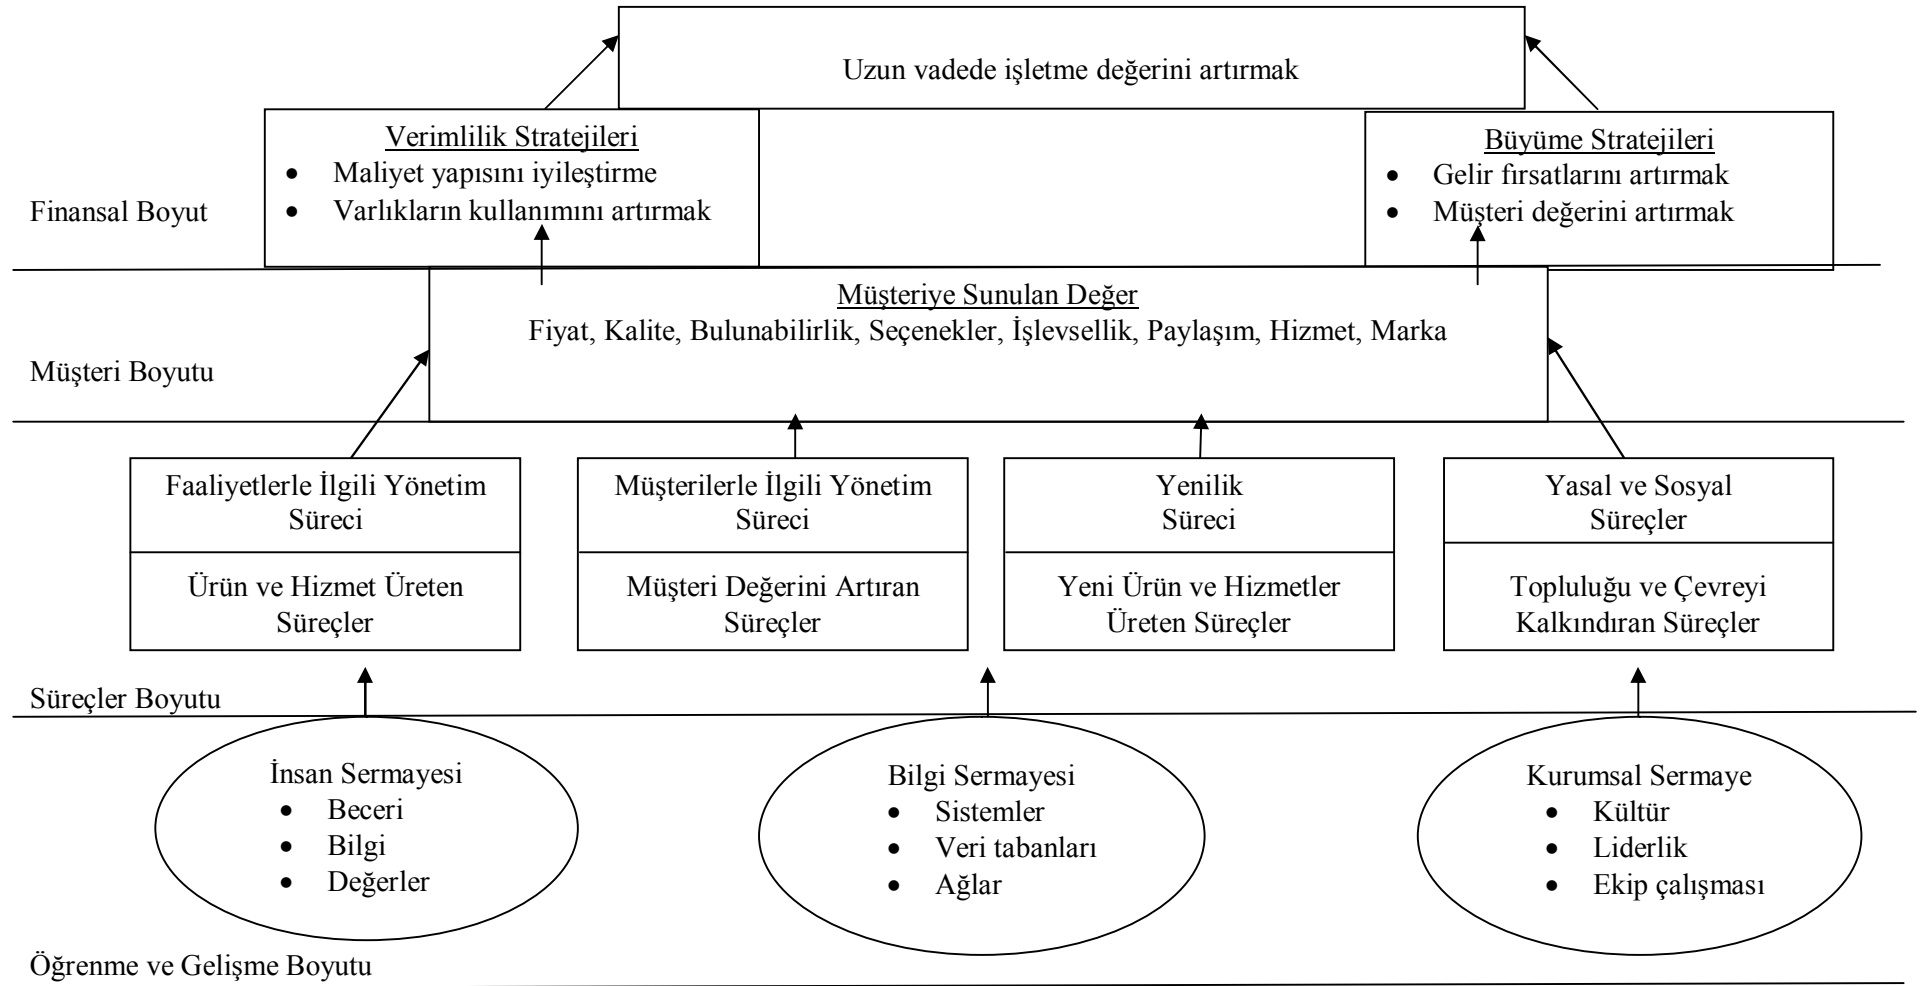 Uzun vadede işletme değerini artırmak
Verimlilik Stratejileri
• Maliyet yapısını iyileştirme
• Varlıkların kullanımını artırmak
Büyüme Stratejileri
• Gelir fırsatlarını artırmak
• Müşteri değerini artırmak
Finansal Boyut
Müşteriye Sunulan Değer
Fiyat, Kalite, Bulunabilirlik, Seçenekler, İşlevsellik, Paylaşım, Hizmet, Marka
Müşteri Boyutu
Faaliyetlerle İlgili Yönetim
Süreci
Ürün ve Hizmet Üreten
Süreçler
Müşterilerle İlgili Yönetim
Süreci
Müşteri Değerini Artıran
Süreçler
Yenilik
Süreci
Yeni Ürün ve Hizmetler
Üreten Süreçler
Yasal ve Sosyal
Süreçler
Topluluğu ve Çevreyi
Kalkındıran Süreçler
Süreçler Boyutu
İnsan Sermayesi
• Beceri
• Bilgi
• Değerler
Bilgi Sermayesi
• Sistemler
• Veri tabanları
• Ağlar
Kurumsal Sermaye
• Kültür
• Liderlik
• Ekip çalışması
Öğrenme ve Gelişme Boyutu